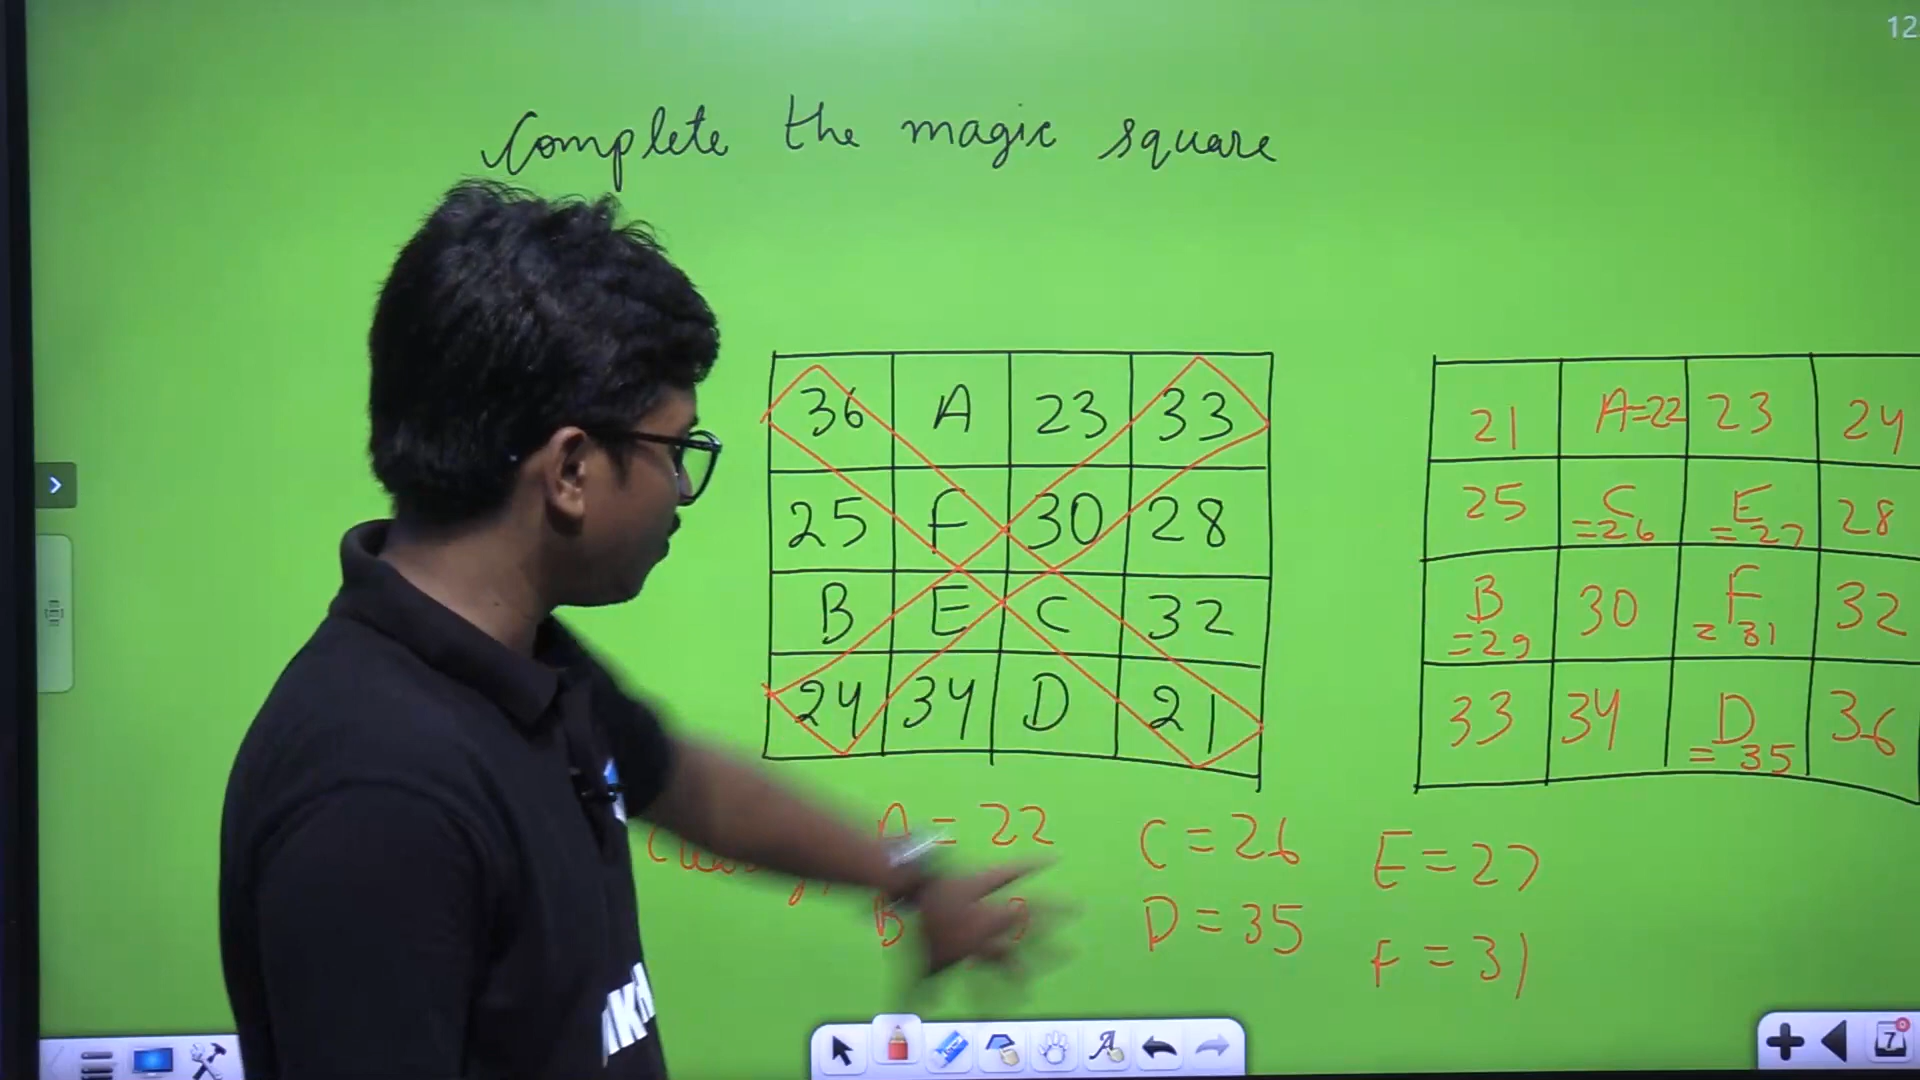 12
Complete the magic square
36 A 23 33
25 F 30 28
B E C 32
24 34 D 21
21 A=22 23 24
25 C=26 E=27 28
B=29 30 F=31 32
33 34 D=35 36
A = 22 C = 26 E = 27
B D = 35 F = 31
7